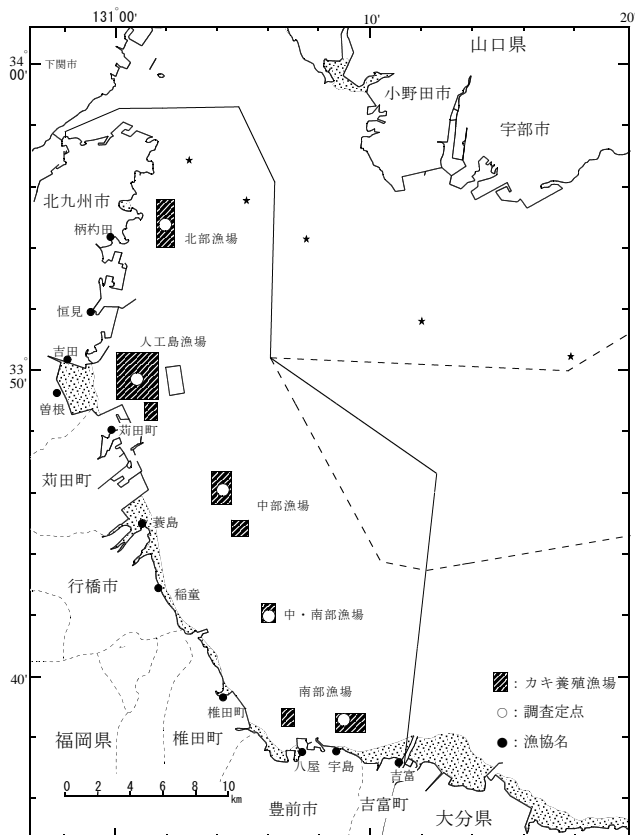 131°00'
10'
20'
34°
00'
下関市
山口県
小野田市
宇部市
北九州市
柄杓田
北部漁場
恒見
人工島漁場
吉田
33°
50'
曽根
苅田町
苅田町
中部漁場
蓑島
行橋市
稲童
中・南部漁場
40'
南部漁場
：カキ養殖漁場
：調査定点
：漁協名
椎田町
福岡県
椎田町
八屋
宇島
吉富
0 2 4 6 8 10
km
豊前市
吉富町
大分県